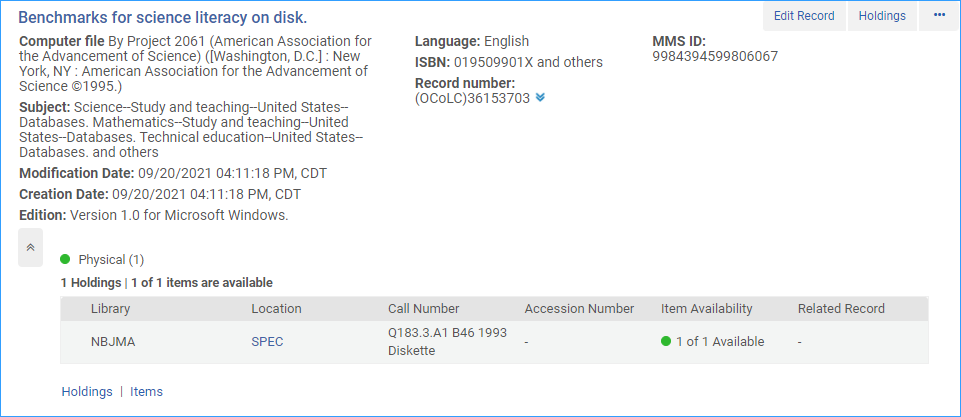 Benchmarks for science literacy on disk.
Edit Record
Holdings
•••
Computer file By Project 2061 (American Association for
the Advancement of Science) ([Washington, D.C.] : New
York, NY : American Association for the Advancement of
Science ©1995.)
Subject: Science--Study and teaching--United States--
Databases. Mathematics--Study and teaching--United
States--Databases. Technical education--United States--
Databases. and others
Modification Date: 09/20/2021 04:11:18 PM, CDT
Creation Date: 09/20/2021 04:11:18 PM, CDT
Edition: Version 1.0 for Microsoft Windows.
Language: English
ISBN: 019509901X and others
Record number:
(OCoLC)36153703
MMS ID:
9984394599806067
Physical (1)
1 Holdings | 1 of 1 items are available
Library Location Call Number Accession Number Item Availability Related Record
NBJMA SPEC Q183.3.A1 B46 1993 - 1 of 1 Available -
Diskette
Holdings | Items